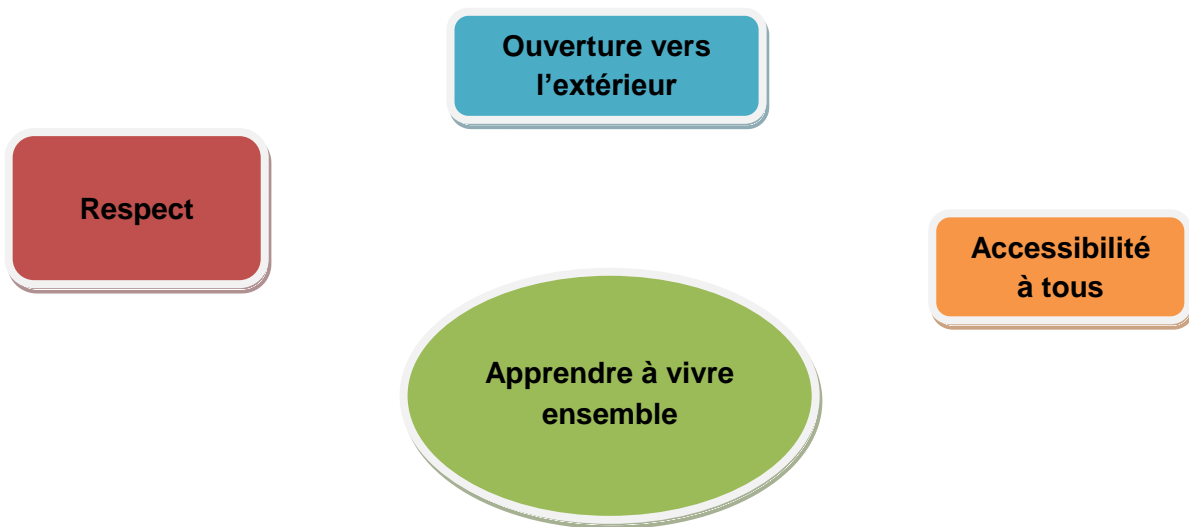 Ouverture vers
l’extérieur
Respect
Accessibilité
à tous
Apprendre à vivre
ensemble